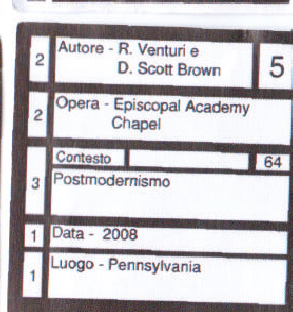 2 Autore - R. Venturi e 5
D. Scott Brown
2 Opera - Episcopal Academy
Chapel
Contesto 64
3 Postmodernismo
1 Data - 2008
1 Luogo - Pennsylvania